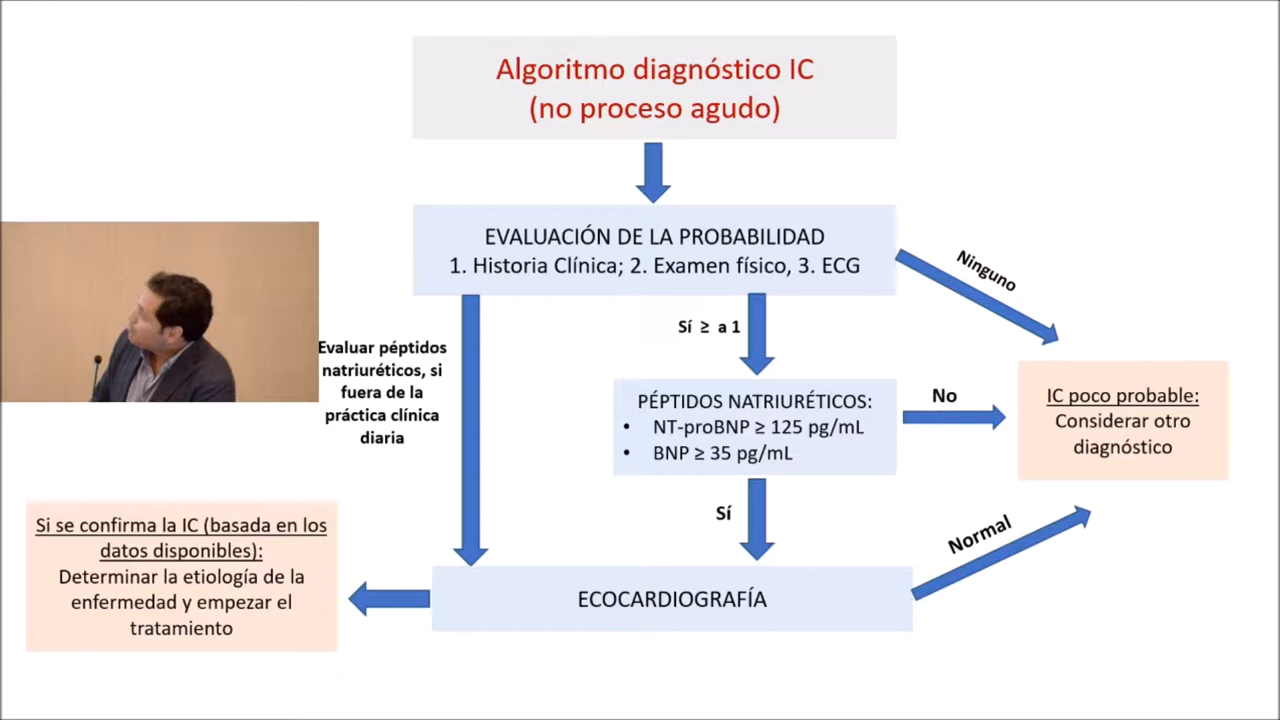 Algoritmo diagnóstico IC
(no proceso agudo)
EVALUACIÓN DE LA PROBABILIDAD
1. Historia Clínica; 2. Examen físico, 3. ECG
Ninguno
Sí ≥ a 1
Evaluar péptidos
natriuréticos, si
fuera de la
práctica clínica
diaria
PÉPTIDOS NATRIURÉTICOS:
• NT-proBNP ≥ 125 pg/mL
• BNP ≥ 35 pg/mL
No
IC poco probable:
Considerar otro
diagnóstico
Sí
Normal
Si se confirma la IC (basada en los
datos disponibles):
Determinar la etiología de la
enfermedad y empezar el
tratamiento
ECOCARDIOGRAFÍA